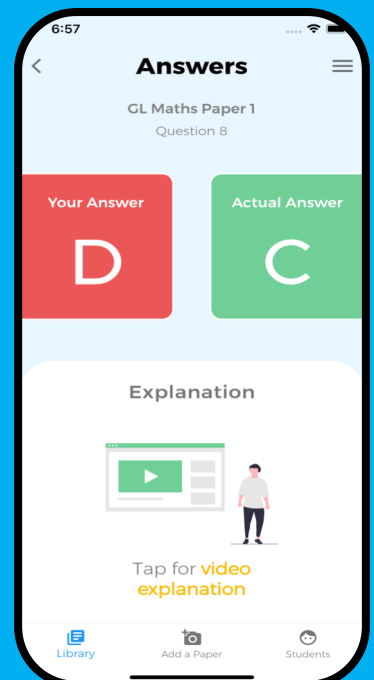 6:57
Answers
GL Maths Paper 1
Question 8
Your Answer
Actual Answer
D
C
Explanation
Tap for video
explanation
Library
Add a Paper
Students